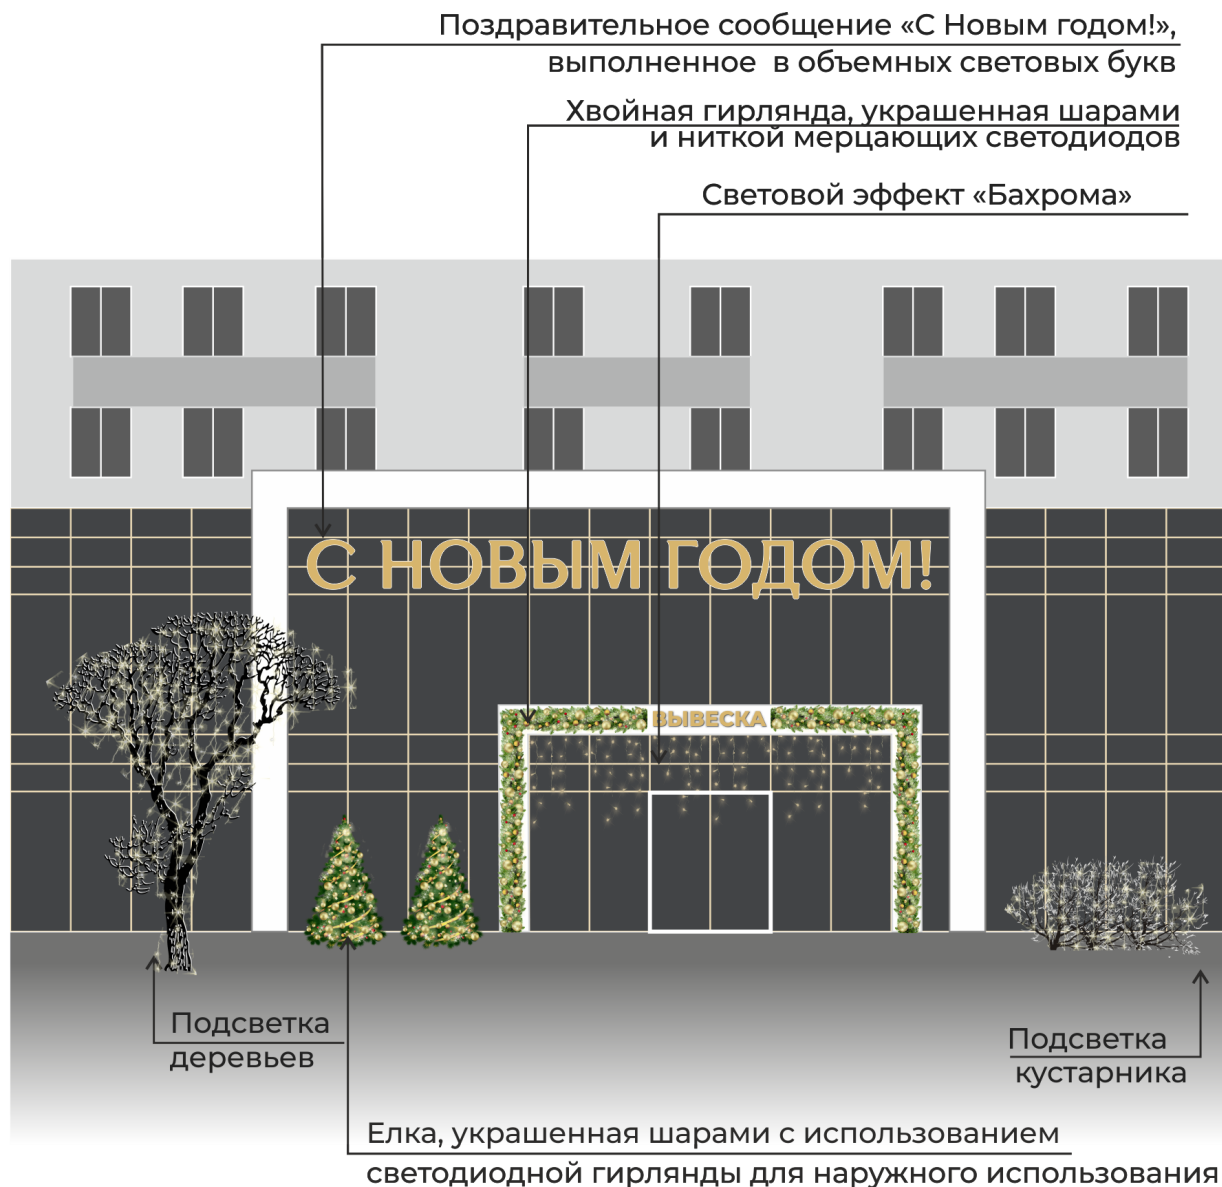 Поздравительное сообщение «С Новым годом!»,
выполненное в объемных световых букв
Хвойная гирлянда, украшенная шарами
и ниткой мерцающих светодиодов
Световой эффект «Бахрома»
С НОВЫМ ГОДОМ!
ВЫВЕСКА
Подсветка
деревьев
Подсветка
кустарника
Елка, украшенная шарами с использованием
светодиодной гирлянды для наружного использования